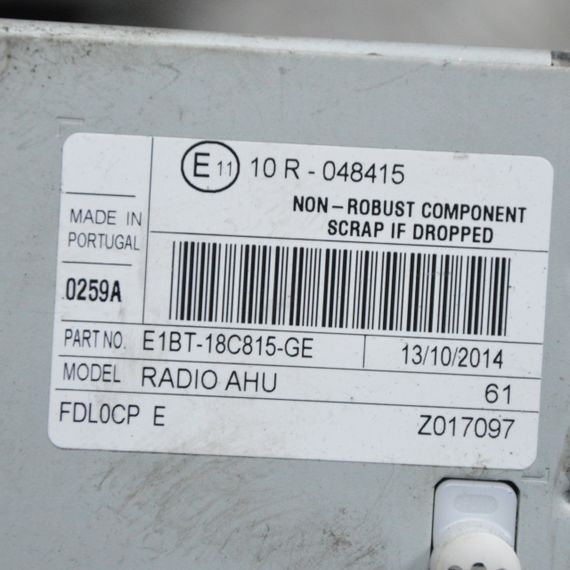 E 11 10 R - 048415
NON-ROBUST COMPONENT
SCRAP IF DROPPED
MADE IN
PORTUGAL
0259A
PART NO. E1BT-18C815-GE 13/10/2014
MODEL RADIO AHU 61
FDL0CP E Z017097